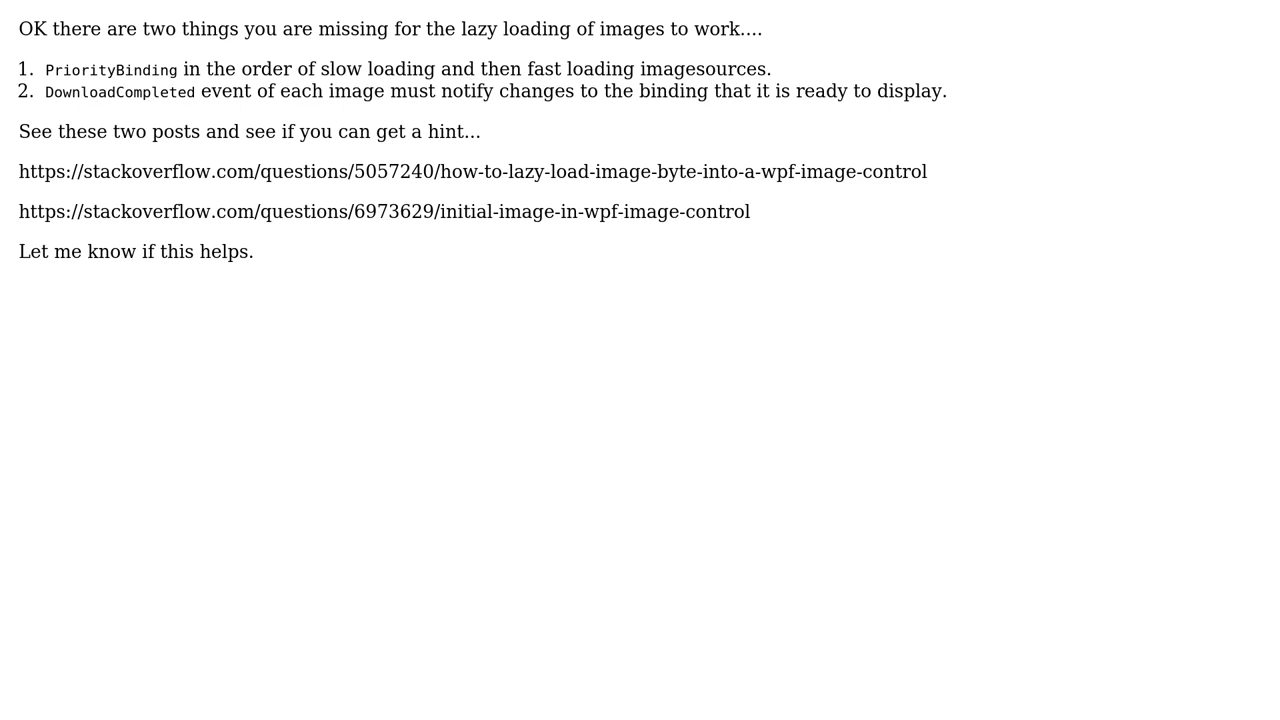 OK there are two things you are missing for the lazy loading of images to work....
1. PriorityBinding in the order of slow loading and then fast loading imagesources.
2. DownloadCompleted event of each image must notify changes to the binding that it is ready to display.
See these two posts and see if you can get a hint...
https://stackoverflow.com/questions/5057240/how-to-lazy-load-image-byte-into-a-wpf-image-control
https://stackoverflow.com/questions/6973629/initial-image-in-wpf-image-control
Let me know if this helps.